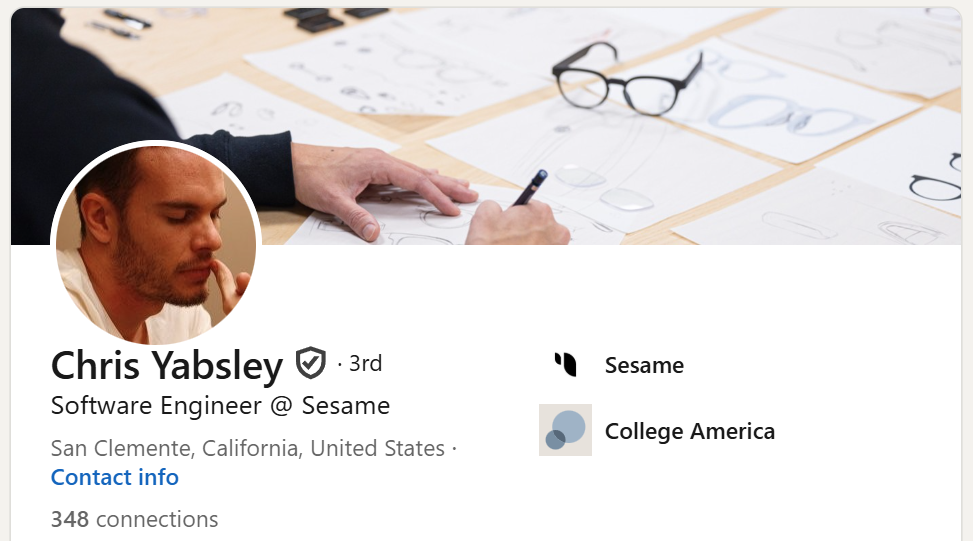 Chris Yabsley · 3rd
Software Engineer @ Sesame
San Clemente, California, United States ·
Contact info
348 connections
Sesame
College America